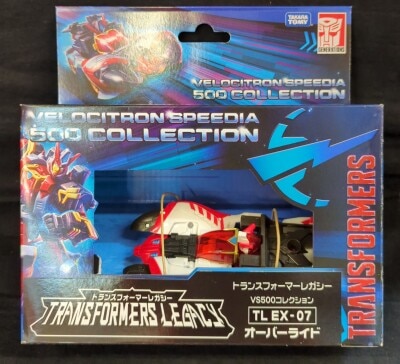 TAKARA TOMY
VELOCITRON SPEEDIA
500 COLLECTION
VELOCITRON SPEEDIA
500 COLLECTION
TRANSFORMERS
トランスフォーマーレガシー
TRANSFORMERS LEGACY
トランスフォーマーレガシー
VS500コレクション
TL EX-07
オーバーライド